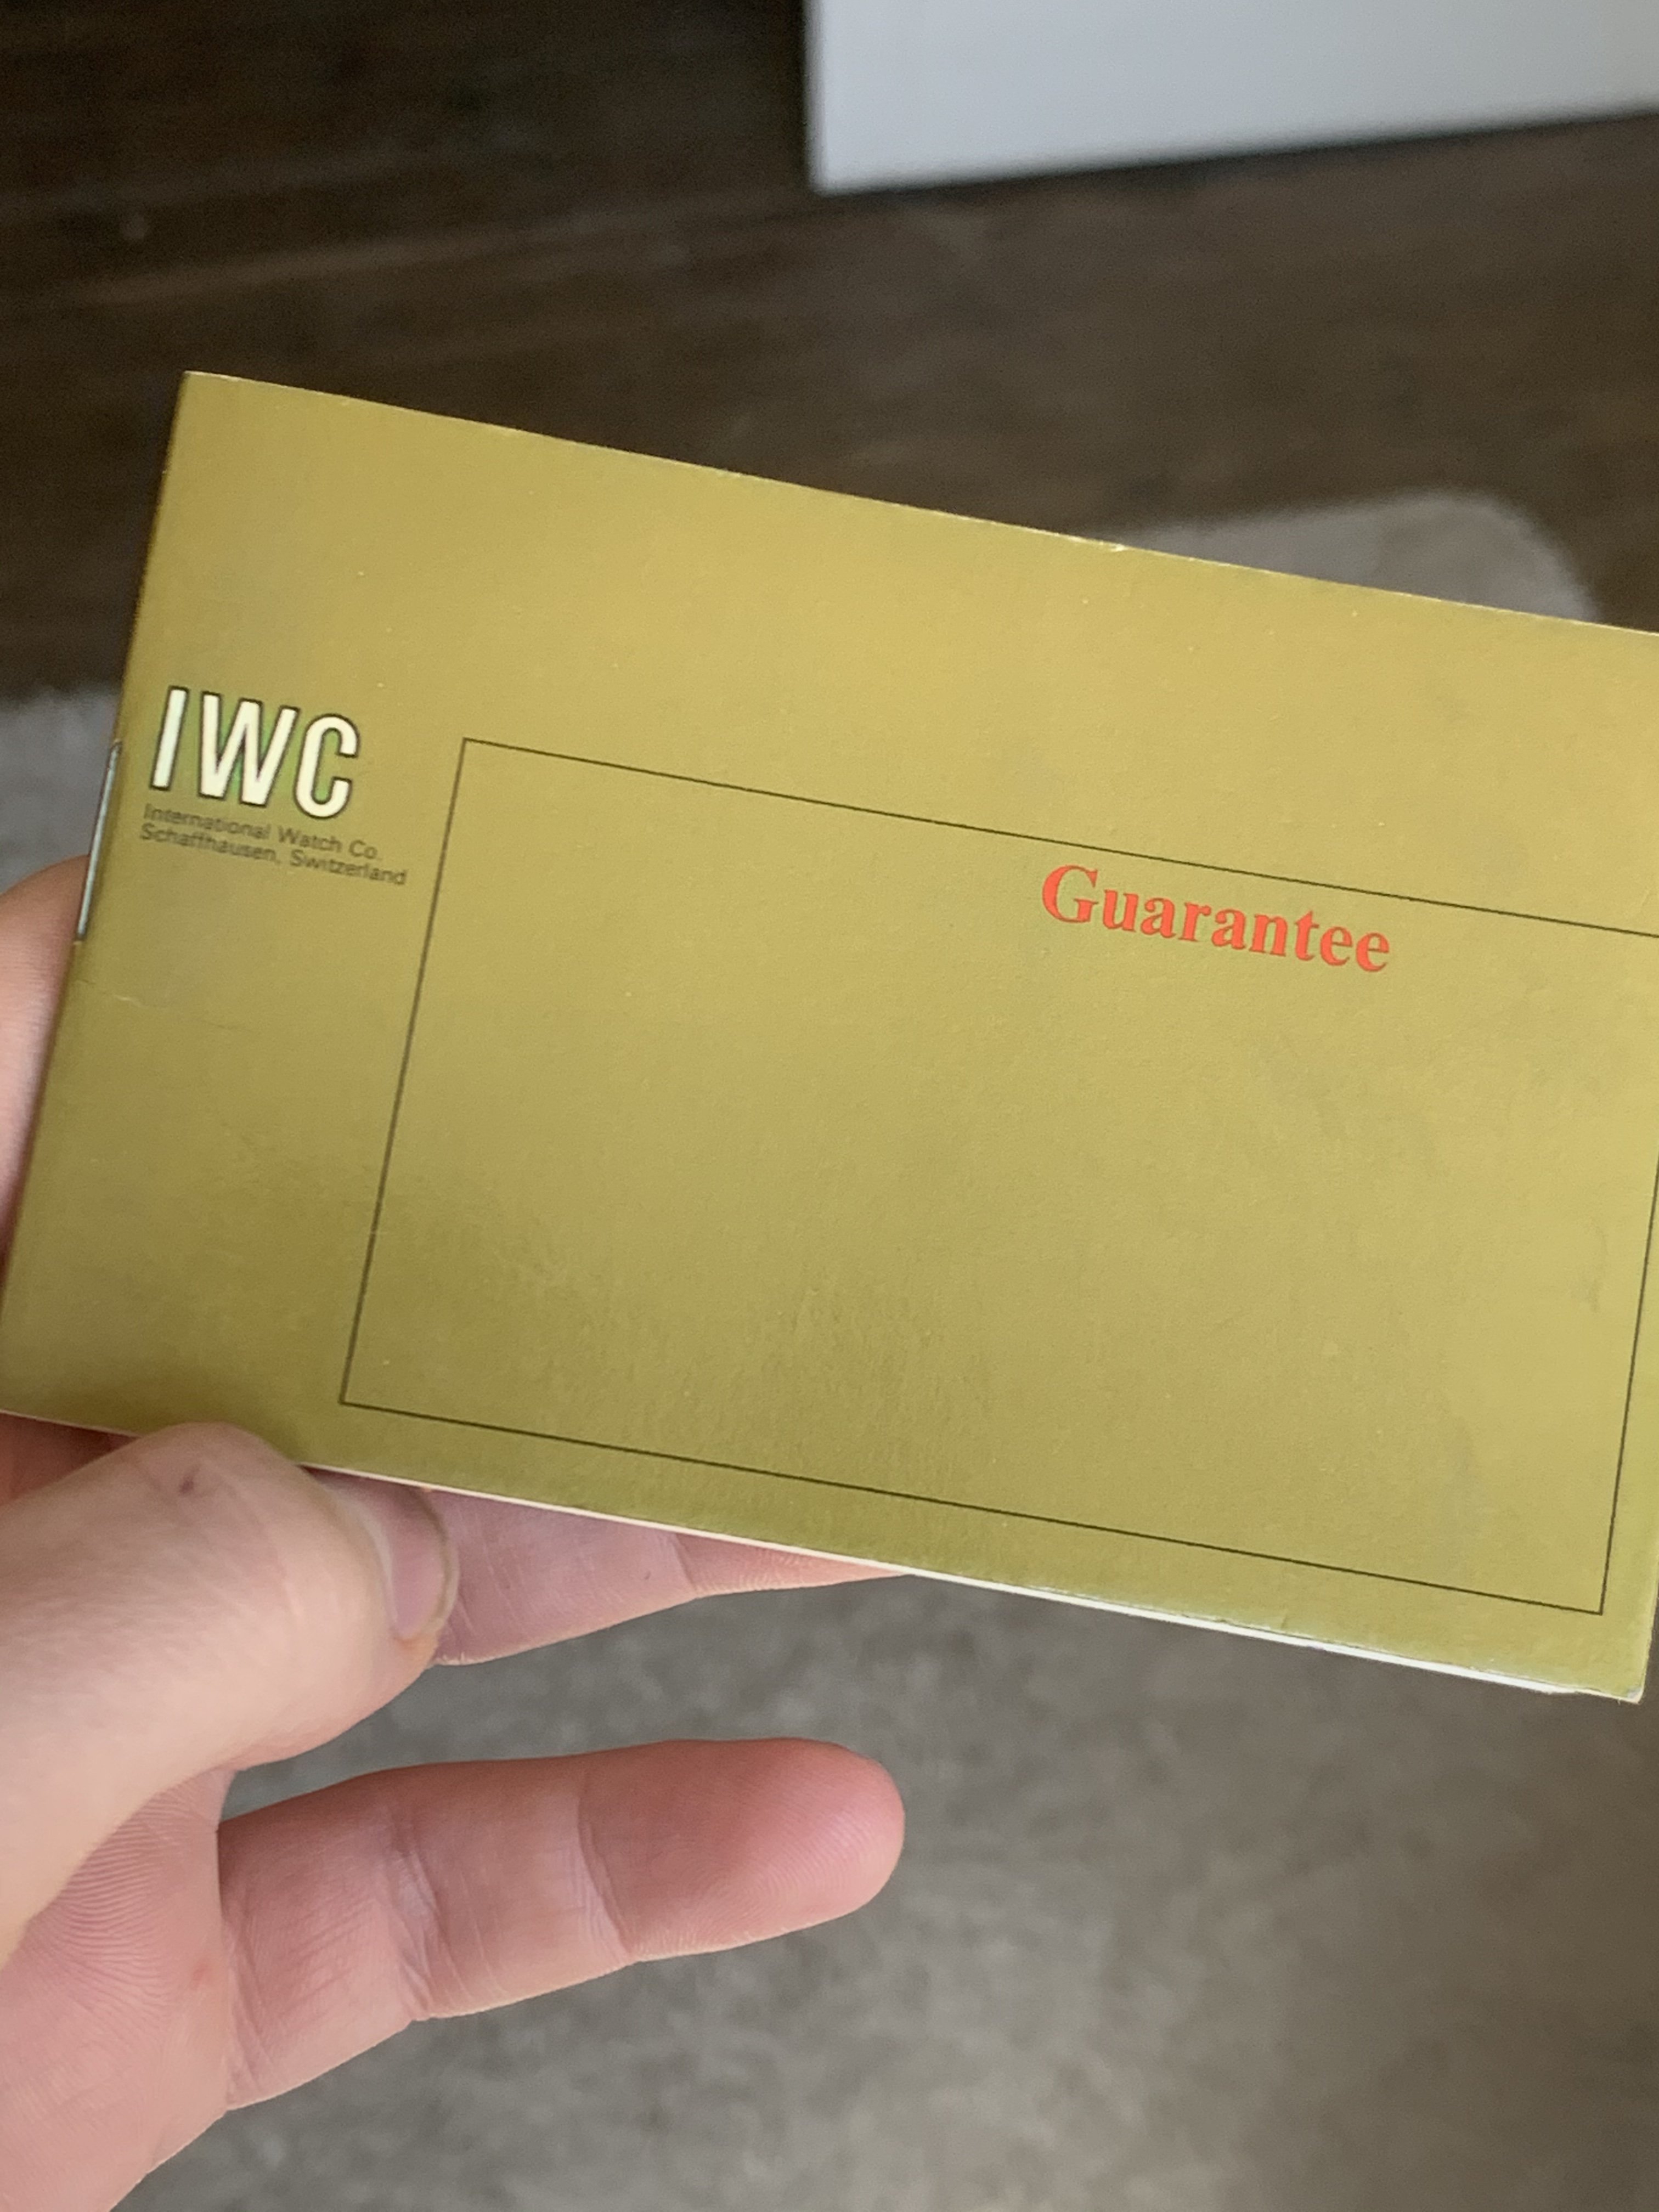 IWC
International Watch Co.
Schaffhausen, Switzerland
Guarantee